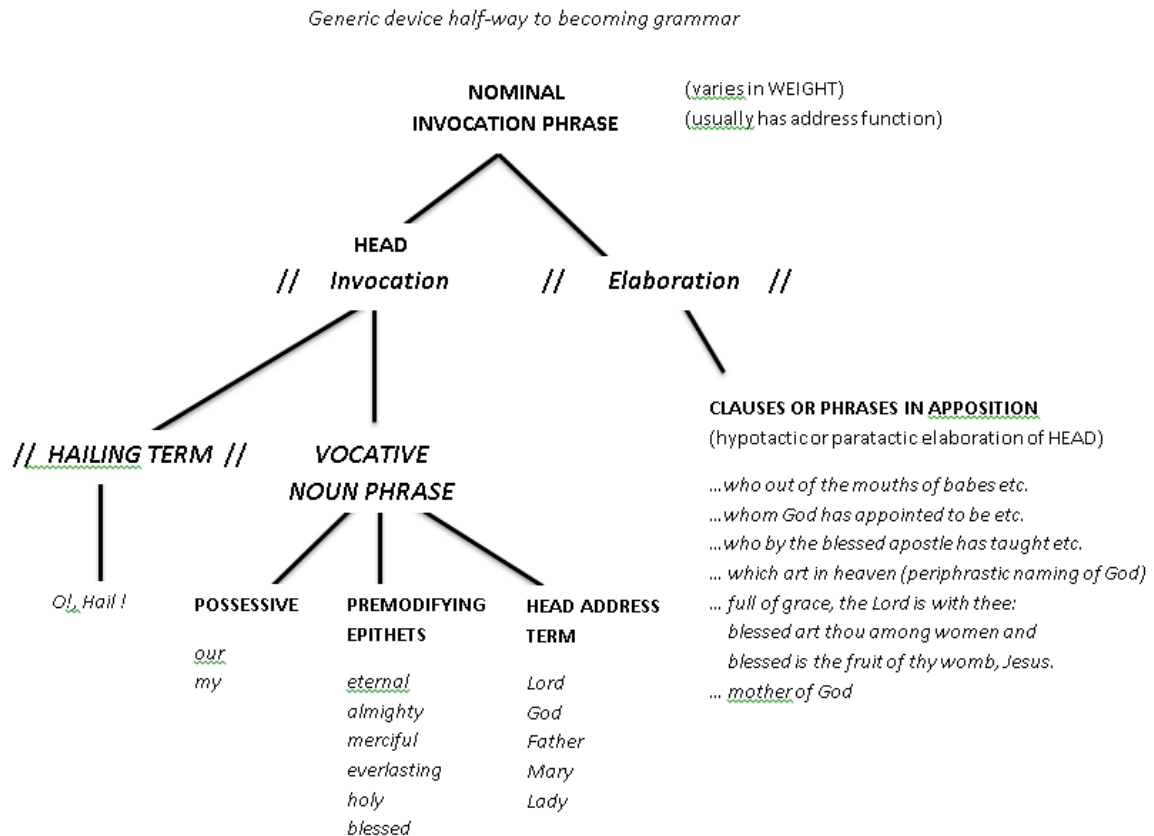 Generic device half-way to becoming grammar
NOMINAL
INVOCATION PHRASE
(varies in WEIGHT)
(usually has address function)
HEAD
// Invocation // Elaboration //
// HAILING TERM //
VOCATIVE
NOUN PHRASE
O!, Hail !
POSSESSIVE
our
my
PREMODIFYING
EPITHETS
eternal
almighty
merciful
everlasting
holy
blessed
HEAD ADDRESS
TERM
Lord
God
Father
Mary
Lady
CLAUSES OR PHRASES IN APPOSITION
(hypotactic or paratactic elaboration of HEAD)
...who out of the mouths of babes etc.
...whom God has appointed to be etc.
...who by the blessed apostle has taught etc.
... which art in heaven (periphrastic naming of God)
... full of grace, the Lord is with thee:
blessed art thou among women and
blessed is the fruit of thy womb, Jesus.
... mother of God